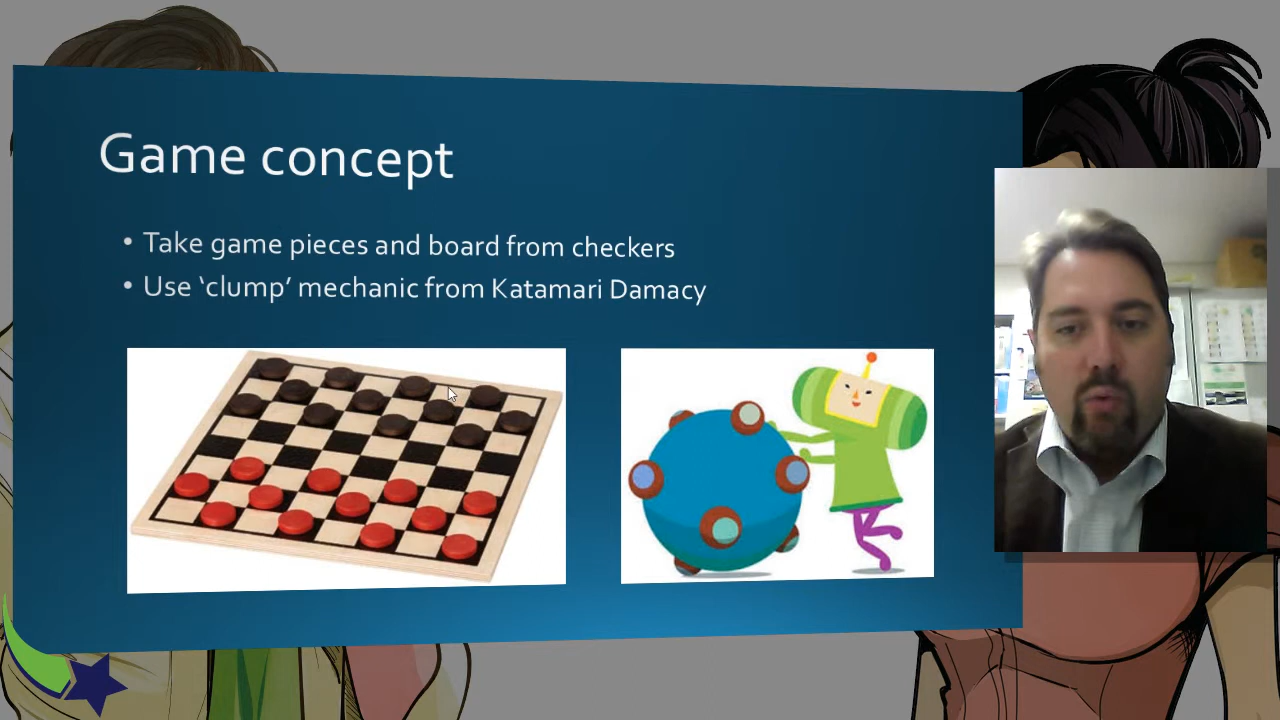 Game concept
• Take game pieces and board from checkers
• Use ‘clump’ mechanic from Katamari Damacy